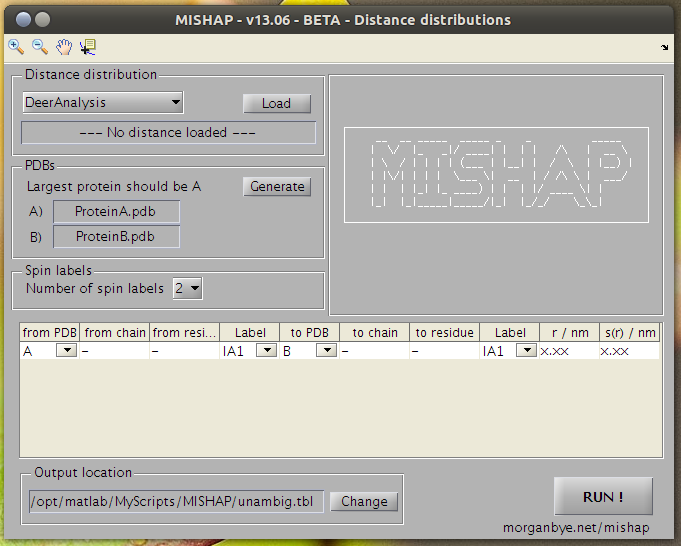 MISHAP - v13.06 - BETA - Distance distributions
Distance distribution
DeerAnalysis Load
--- No distance loaded ---
MISHAP
PDBs
Largest protein should be A Generate
A) ProteinA.pdb
B) ProteinB.pdb
Spin labels
Number of spin labels 2
from PDB from chain from resi... Label to PDB to chain to residue Label r / nm s(r) / nm
A - - IA1 B - - IA1 x.xx x.xx
Output location
/opt/matlab/MyScripts/MISHAP/unambig.tbl Change
RUN !
morganbye.net/mishap